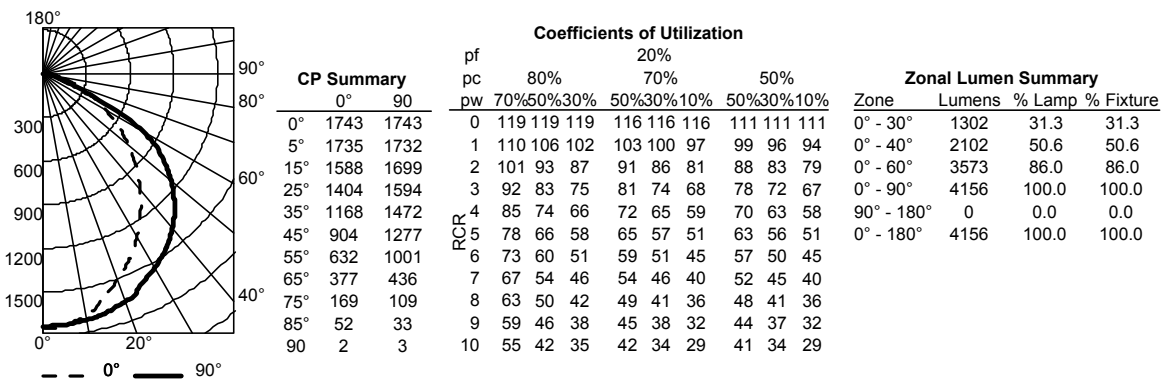 180°
90°
80°
300
600
60°
900
1200
40°
1500
0° 20°
0° 90°
CP Summary
0° 90
0° 1743 1743
5° 1735 1732
15° 1588 1699
25° 1404 1594
35° 1168 1472
45° 904 1277
55° 632 1001
65° 377 436
75° 169 109
85° 52 33
90 2 3
Coefficients of Utilization
pf 20%
pc 80% 70% 50%
pw 70%50%30% 50%30%10% 50%30%10%
RCR
0 119 119 119 116 116 116 111 111 111
1 110 106 102 103 100 97 99 96 94
2 101 93 87 91 86 81 88 83 79
3 92 83 75 81 74 68 78 72 67
4 85 74 66 72 65 59 70 63 58
5 78 66 58 65 57 51 63 56 51
6 73 60 51 59 51 45 57 50 45
7 67 54 46 54 46 40 52 45 40
8 63 50 42 49 41 36 48 41 36
9 59 46 38 45 38 32 44 37 32
10 55 42 35 42 34 29 41 34 29
Zonal Lumen Summary
Zone Lumens % Lamp % Fixture
0° - 30° 1302 31.3 31.3
0° - 40° 2102 50.6 50.6
0° - 60° 3573 86.0 86.0
0° - 90° 4156 100.0 100.0
90° - 180° 0 0.0 0.0
0° - 180° 4156 100.0 100.0